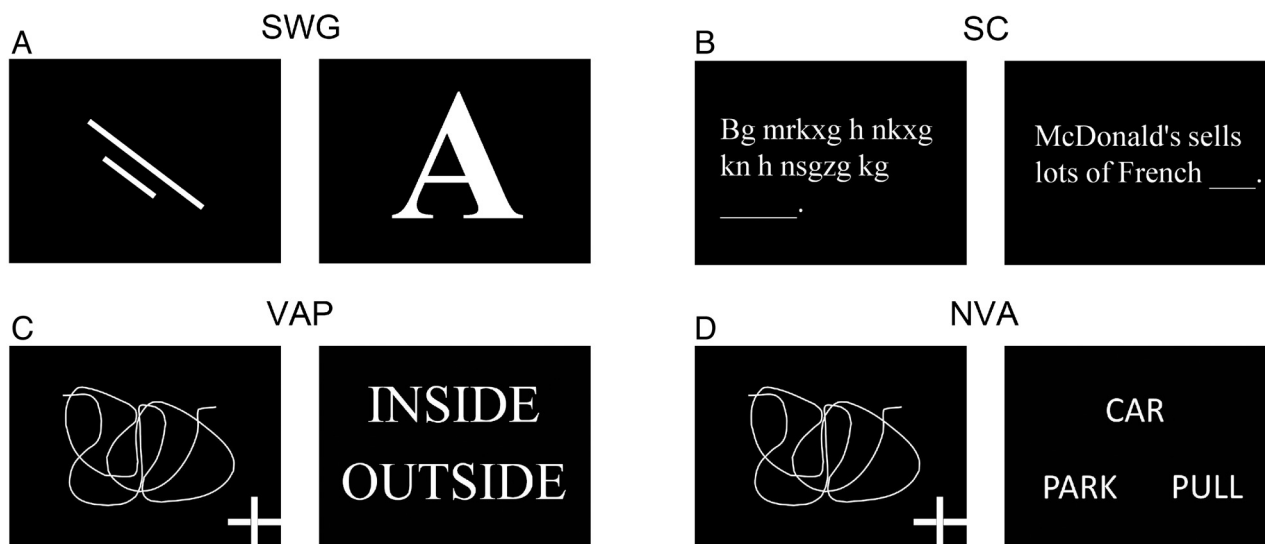 A
SWG
A
B
SC
Bg mrkxg h nkxg
kn h nsgzg kg
______.
McDonald's sells
lots of French ___.
C
VAP
INSIDE
OUTSIDE
D
NVA
CAR
PARK PULL